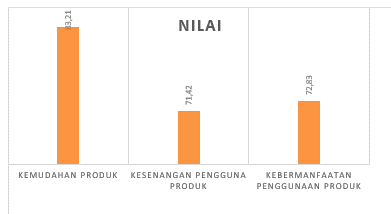 NILAI
83,21
71,42
72,83
KEMUDAHAN PRODUK
KESENANGAN PENGGUNA
PRODUK
KEBERMANFAATAN
PENGGUNAAN PRODUK